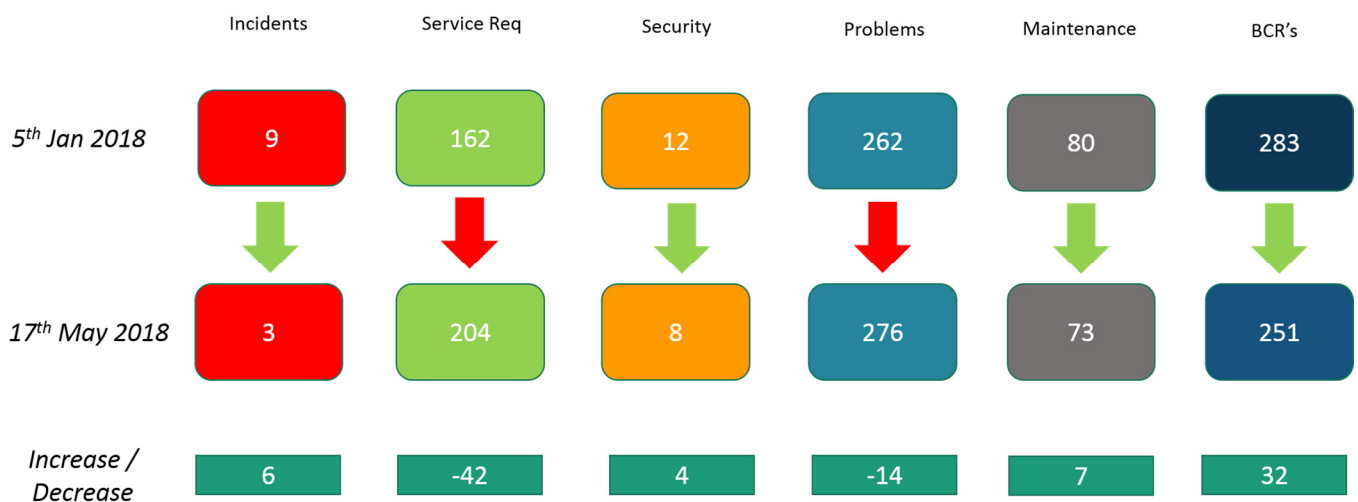 Incidents Service Req Security Problems Maintenance BCR's
5th Jan 2018 9 162 12 262 80 283
17th May 2018 3 204 8 276 73 251
Increase /
Decrease 6 -42 4 -14 7 32